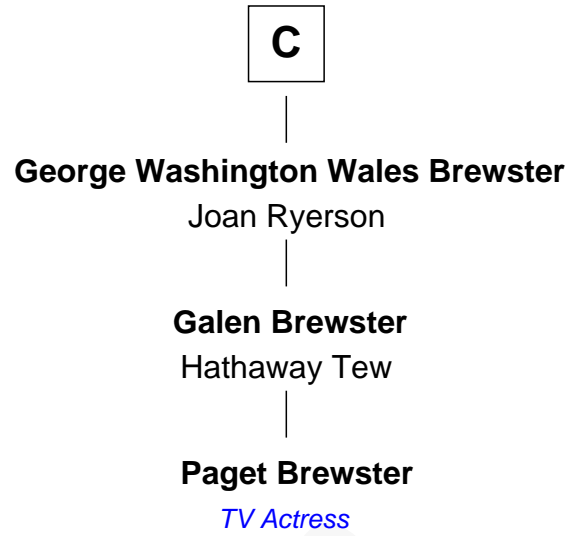 C
George Washington Wales Brewster
Joan Ryerson
Galen Brewster
Hathaway Tew
Paget Brewster
TV Actress